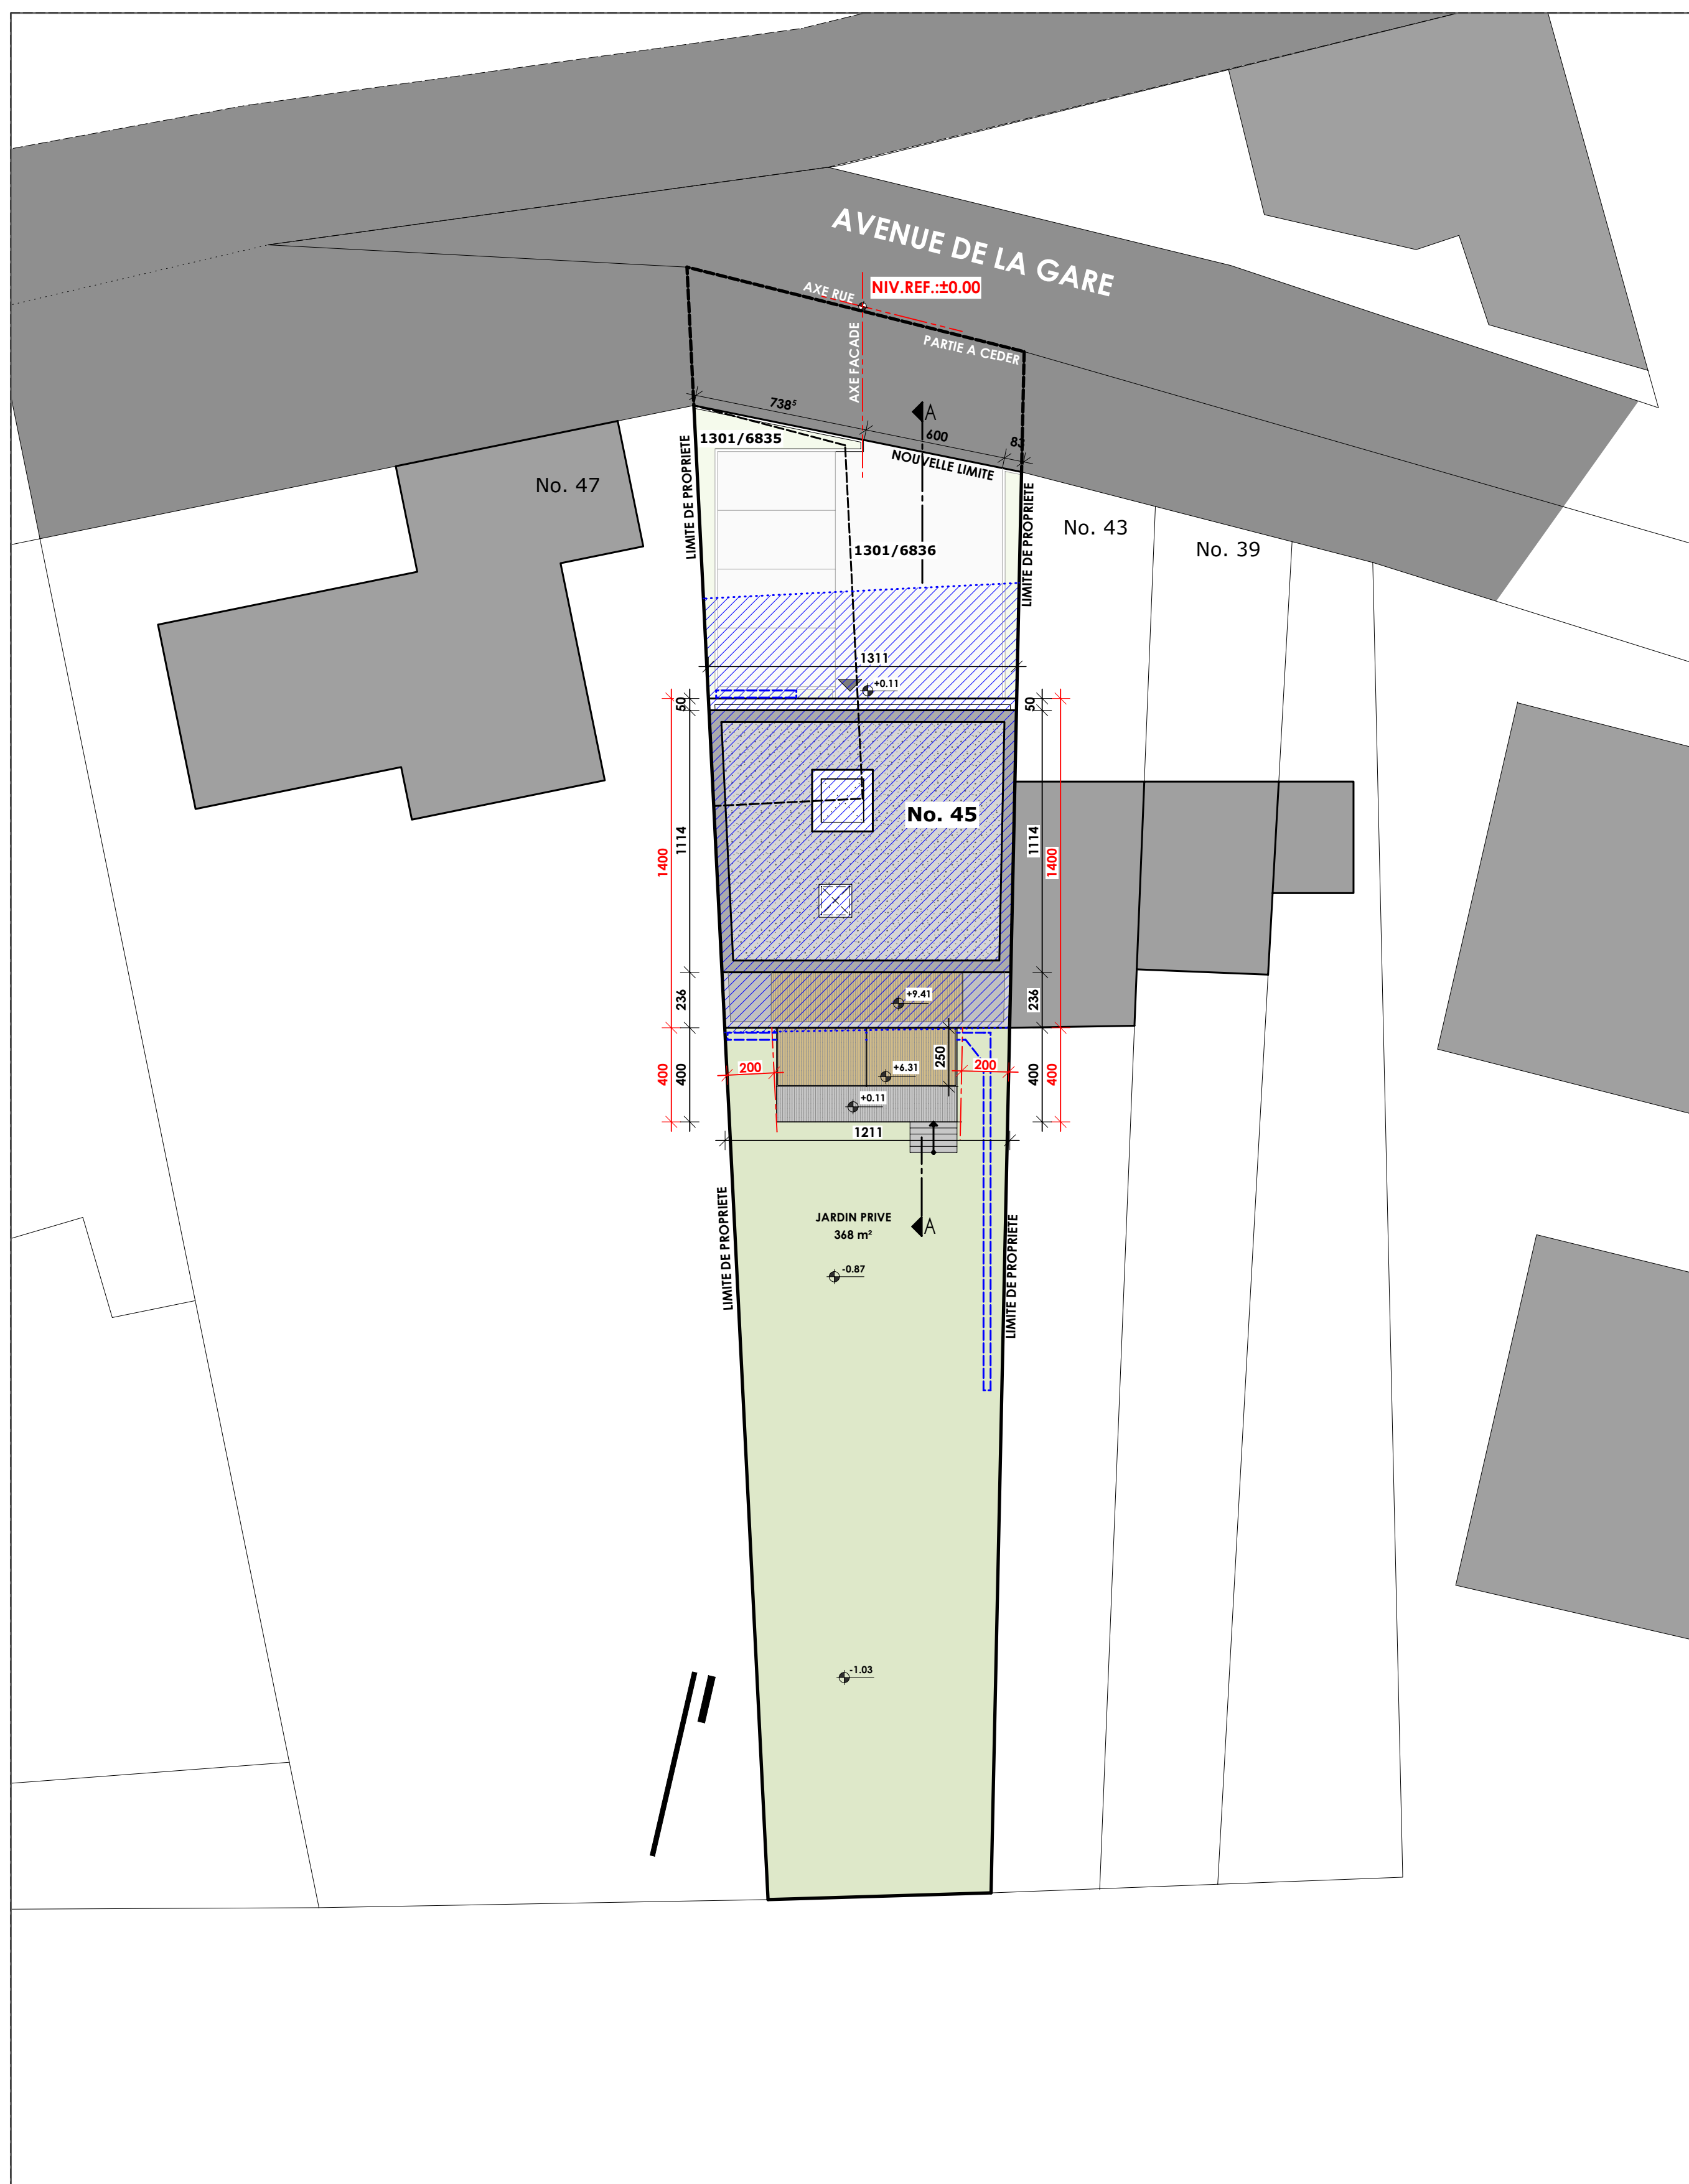 AVENUE DE LA GARE
NIV.REF.:±0.00
AXE RUE
AXE FACADE
PARTIE A CEDER
738⁵
A
600
83
1301/6835
NOUVELLE LIMITE
LIMITE DE PROPRIETE
LIMITE DE PROPRIETE
No. 47
No. 43
No. 39
1301/6836
1311
+0.11
50
50
No. 45
1400
1114
1114
1400
236
+9.41
236
400
400
200
250
+6.31
200
400
400
+0.11
1211
LIMITE DE PROPRIETE
JARDIN PRIVE
368 m²
A
LIMITE DE PROPRIETE
-0.87
-1.03